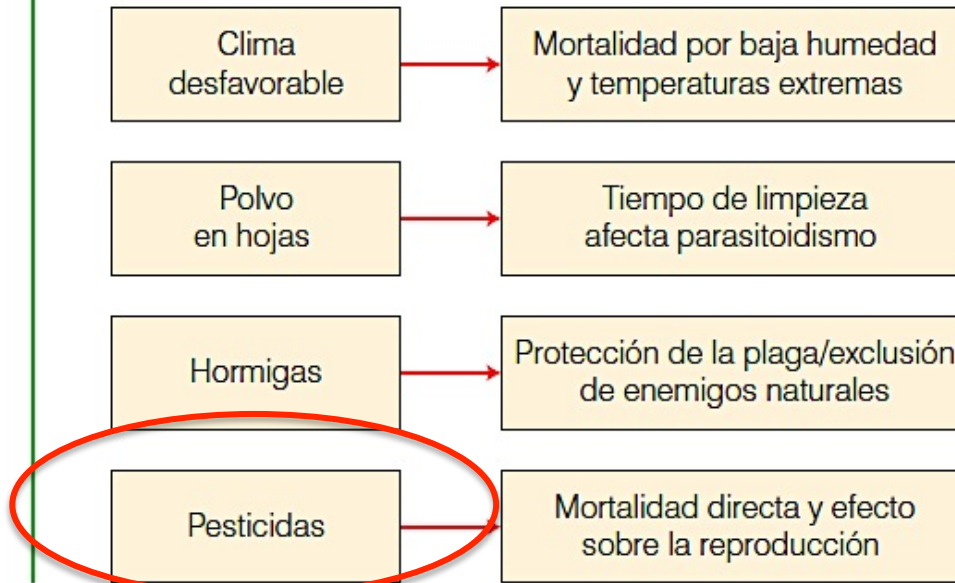 Clima
desfavorable
Mortalidad por baja humedad
y temperaturas extremas
Polvo
en hojas
Tiempo de limpieza
afecta parasitoidismo
Hormigas
Protección de la plaga/exclusión
de enemigos naturales
Pesticidas
Mortalidad directa y efecto
sobre la reproducción